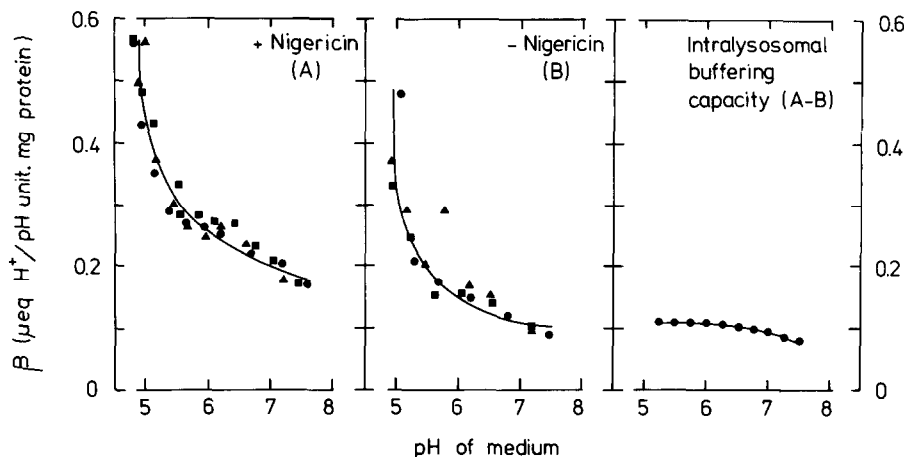 0.6
0.4
0.2
0
β (μeq H⁺/pH unit. mg protein)
+ Nigericin
(A)
5 6 7 8
− Nigericin
(B)
5 6 7 8
Intralysosomal
buffering
capacity (A-B)
5 6 7 8
0.6
0.4
0.2
0
pH of medium